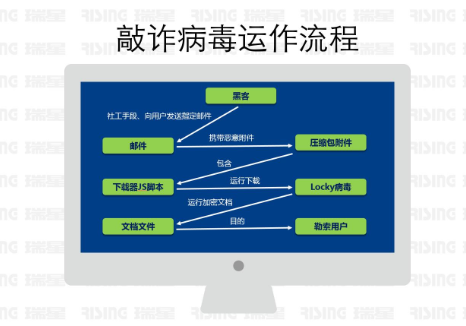 敲诈病毒运作流程
黑客
社工手段、向用户发送指定邮件
邮件
携带恶意附件
压缩包附件
包含
下载器JS脚本
运行下载
Locky病毒
运行加密文档
文档文件
目的
勒索用户
RISING 瑞星